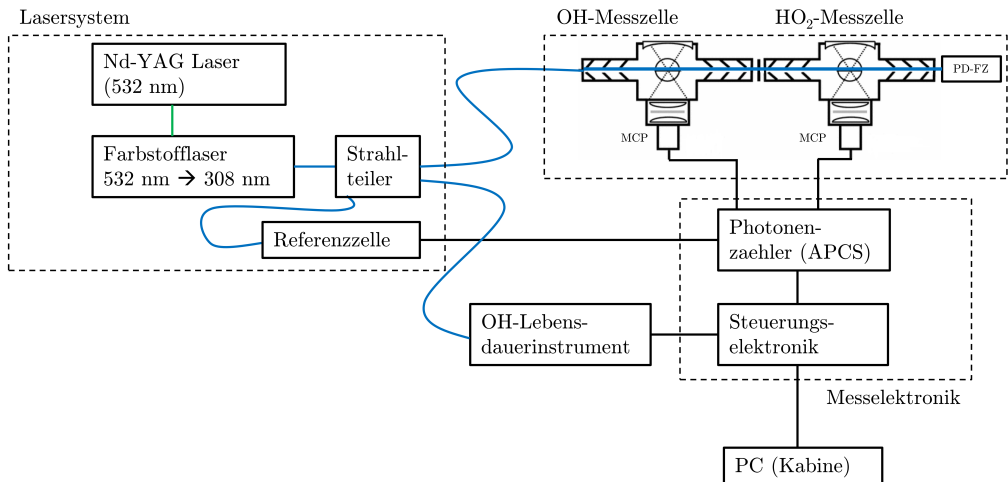 Lasersystem
OH-Messzelle
HO₂-Messzelle
Nd-YAG Laser
(532 nm)
PD-FZ
MCP
MCP
Farbstofflaser
532 nm → 308 nm
Strahl-
teiler
Referenzzelle
Photonen-
zaehler (APCS)
OH-Lebens-
dauerinstrument
Steuerungs-
elektronik
Messelektronik
PC (Kabine)